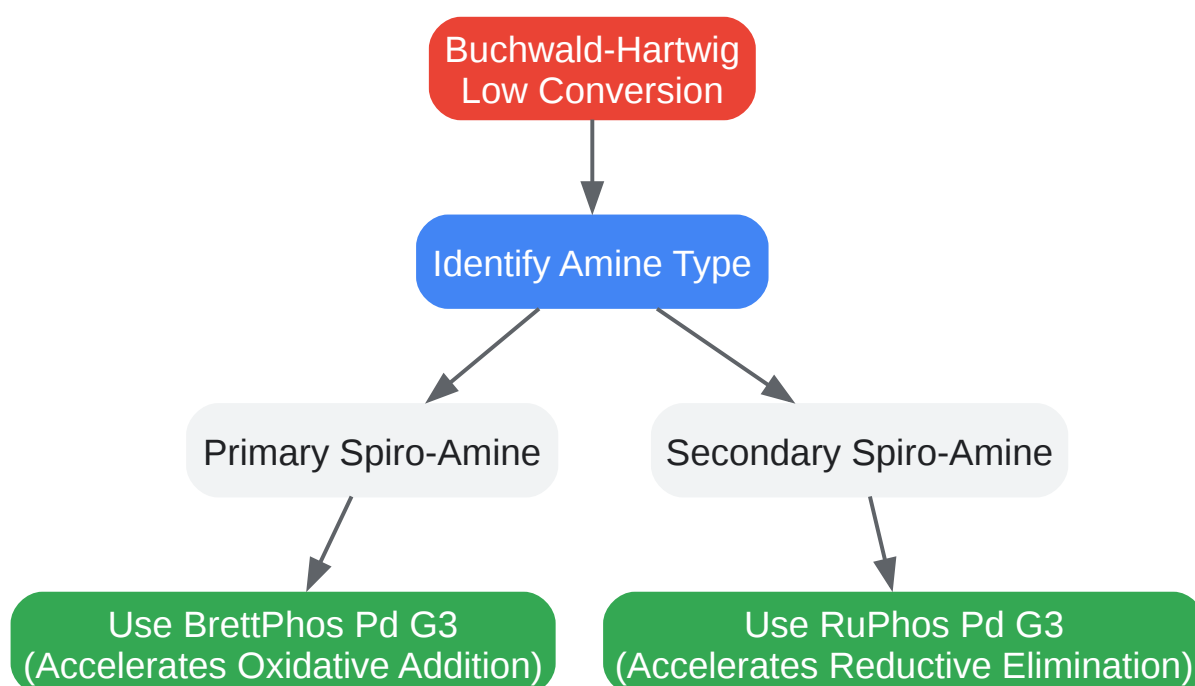 Buchwald-Hartwig
Low Conversion
Identify Amine Type
Primary Spiro-Amine
Secondary Spiro-Amine
Use BrettPhos Pd G3
(Accelerates Oxidative Addition)
Use RuPhos Pd G3
(Accelerates Reductive Elimination)